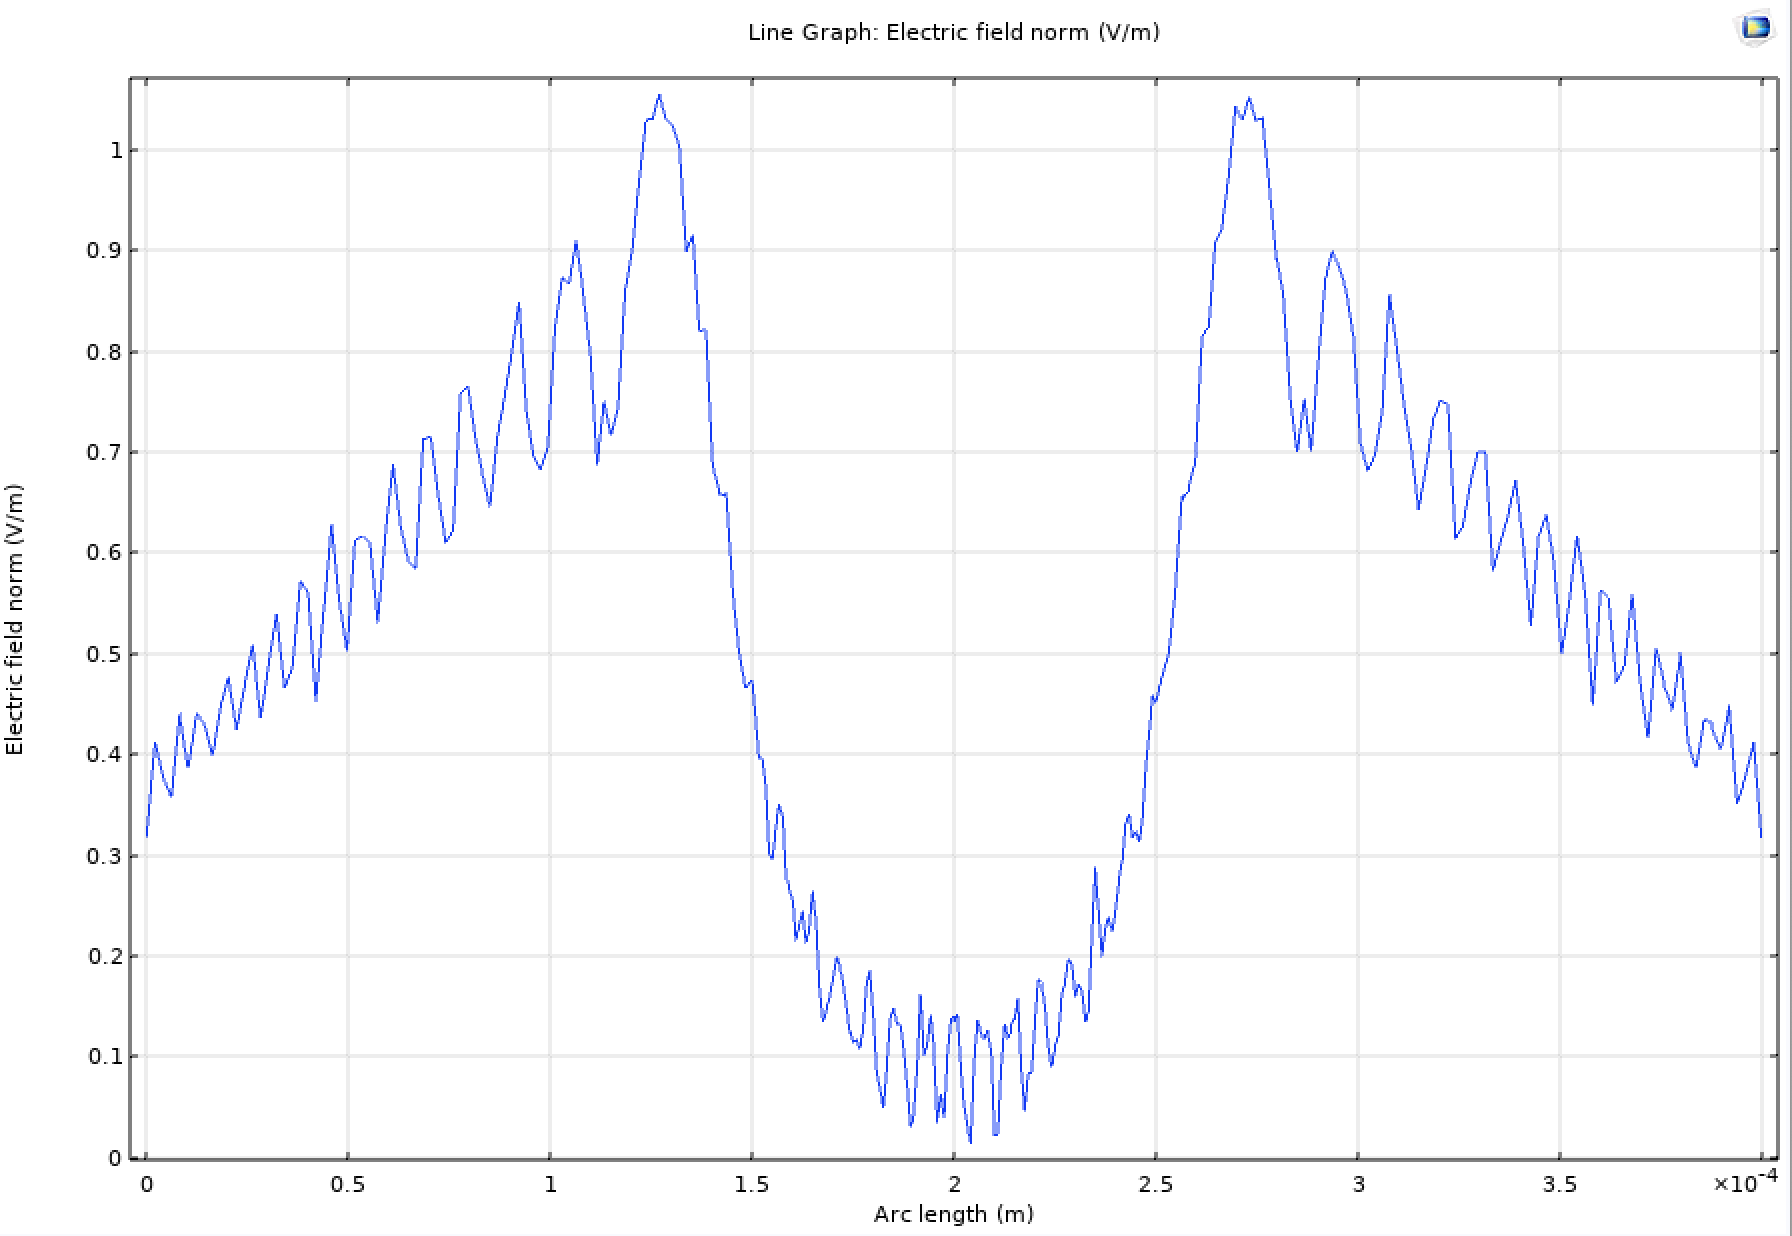 Line Graph: Electric field norm (V/m)
Electric field norm (V/m)
1
0.9
0.8
0.7
0.6
0.5
0.4
0.3
0.2
0.1
0
0 0.5 1 1.5 2 2.5 3 3.5 ×10⁻⁴
Arc length (m)